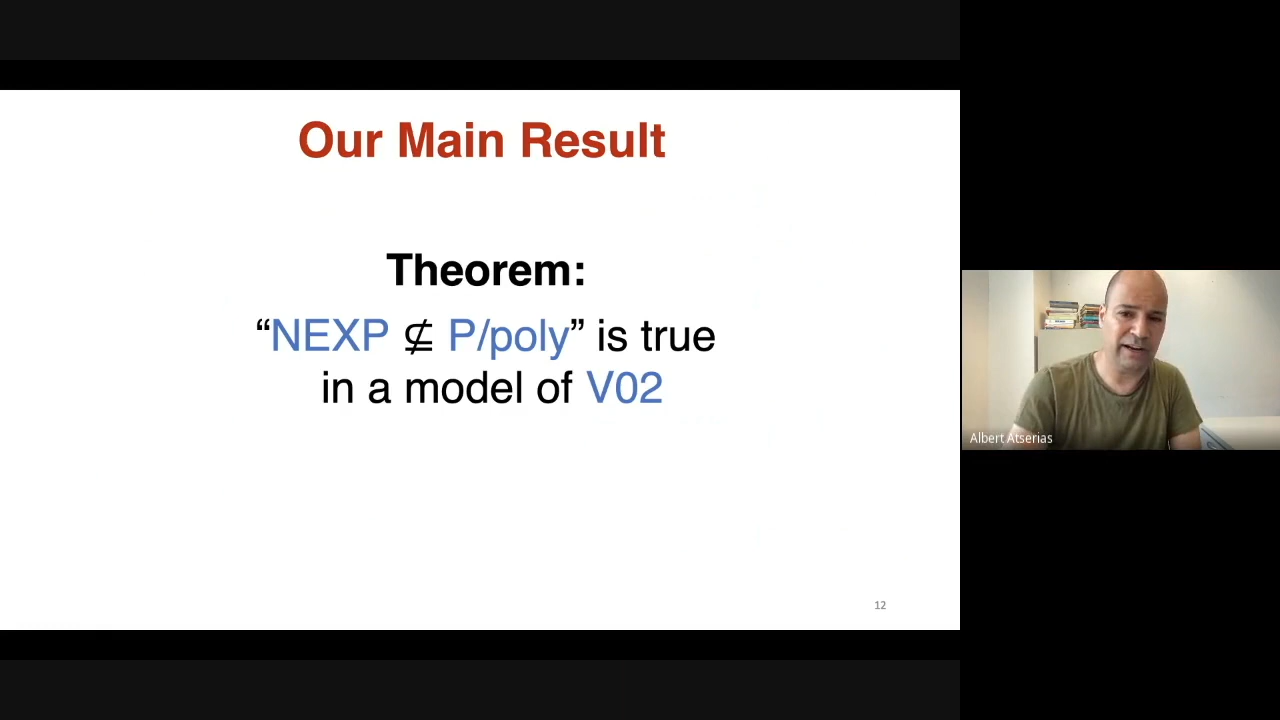 Our Main Result
Theorem:
“NEXP ⊈ P/poly” is true
in a model of V02
12
Albert Atserias